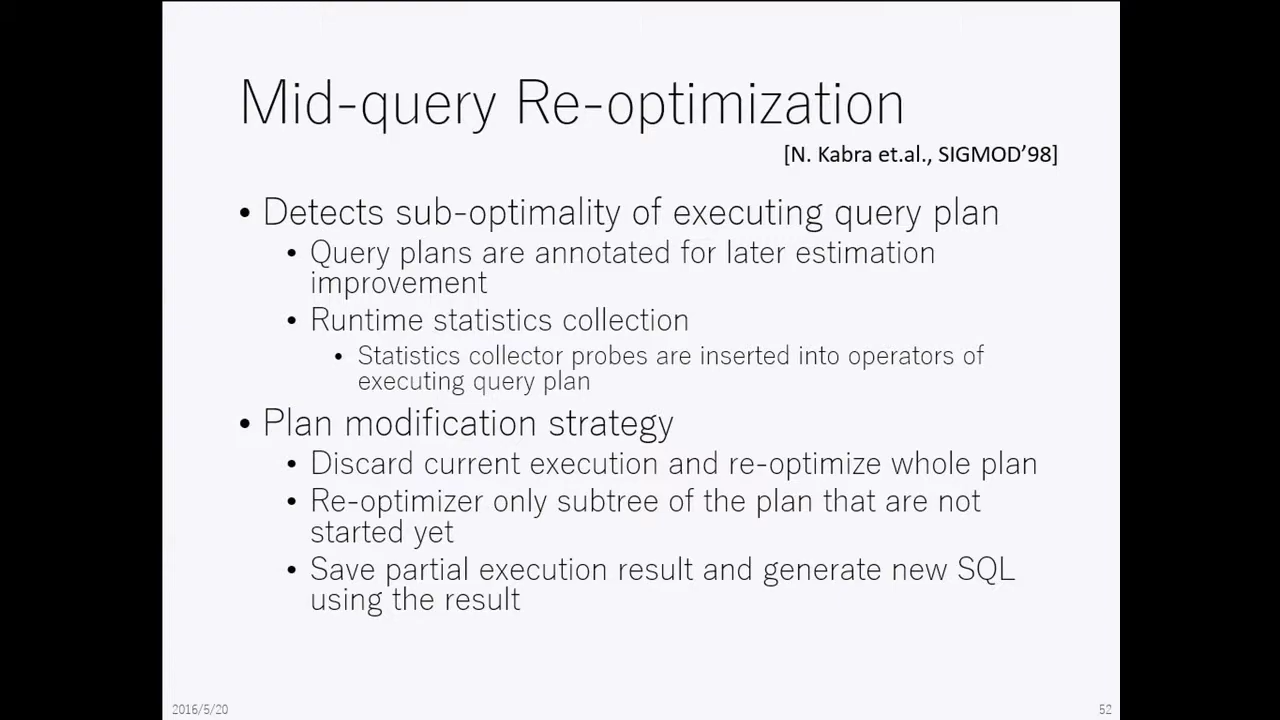 Mid-query Re-optimization
[N. Kabra et.al., SIGMOD’98]
• Detects sub-optimality of executing query plan
• Query plans are annotated for later estimation
improvement
• Runtime statistics collection
• Statistics collector probes are inserted into operators of
executing query plan
• Plan modification strategy
• Discard current execution and re-optimize whole plan
• Re-optimizer only subtree of the plan that are not
started yet
• Save partial execution result and generate new SQL
using the result
2016/5/20
52